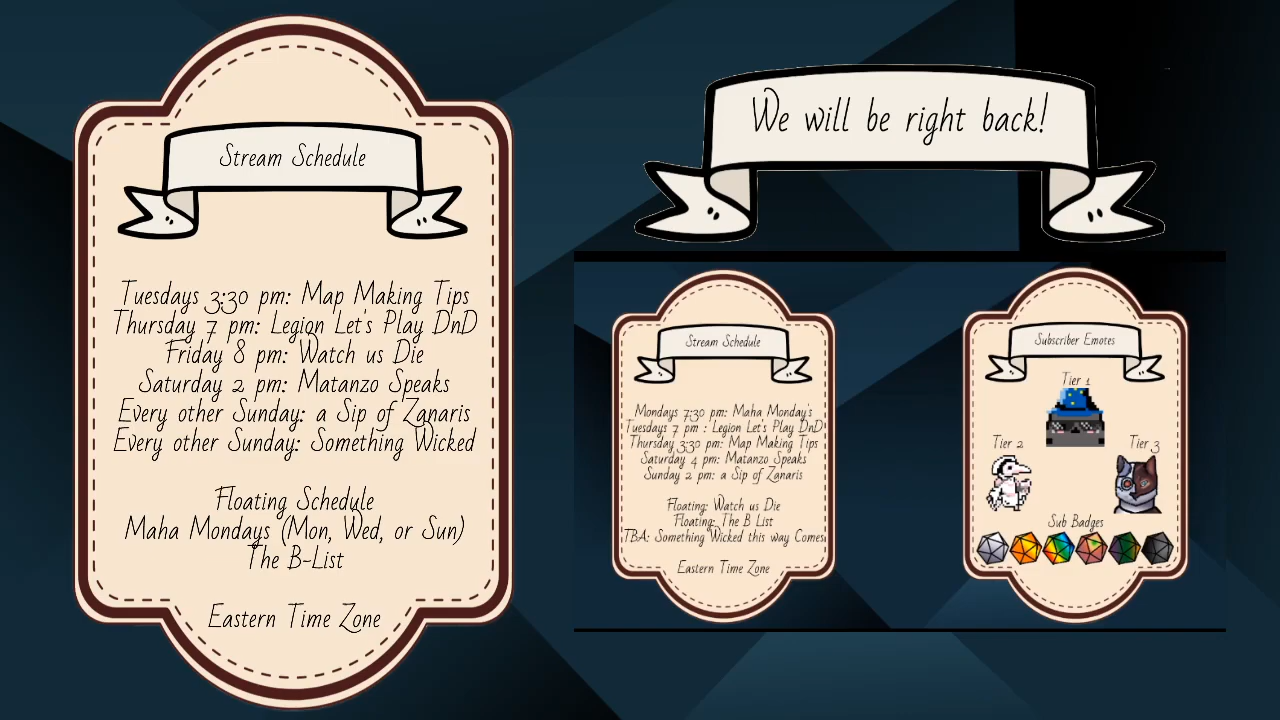 Stream Schedule
Tuesdays 3:30 pm: Map Making Tips
Thursday 7 pm: Legion Let's Play DnD
Friday 8 pm: Watch us Die
Saturday 2 pm: Matanzo Speaks
Every other Sunday: a Sip of Zanaris
Every other Sunday: Something Wicked
Floating Schedule
Maha Mondays (Mon, Wed, or Sun)
The B-List
Eastern Time Zone
We will be right back!
Stream Schedule
Mondays 7:30 pm: Maha Monday's
Tuesdays 7 pm : Legion Let's Play DnD
Thursday 3:30 pm: Map Making Tips
Saturday 4 pm: Matanzo Speaks
Sunday 2 pm: a Sip of Zanaris
Floating: Watch us Die
Floating: The B List
TBA: Something Wicked this way Comes
Eastern Time Zone
Subscriber Emotes
Tier 1
Tier 2
Tier 3
Sub Badges